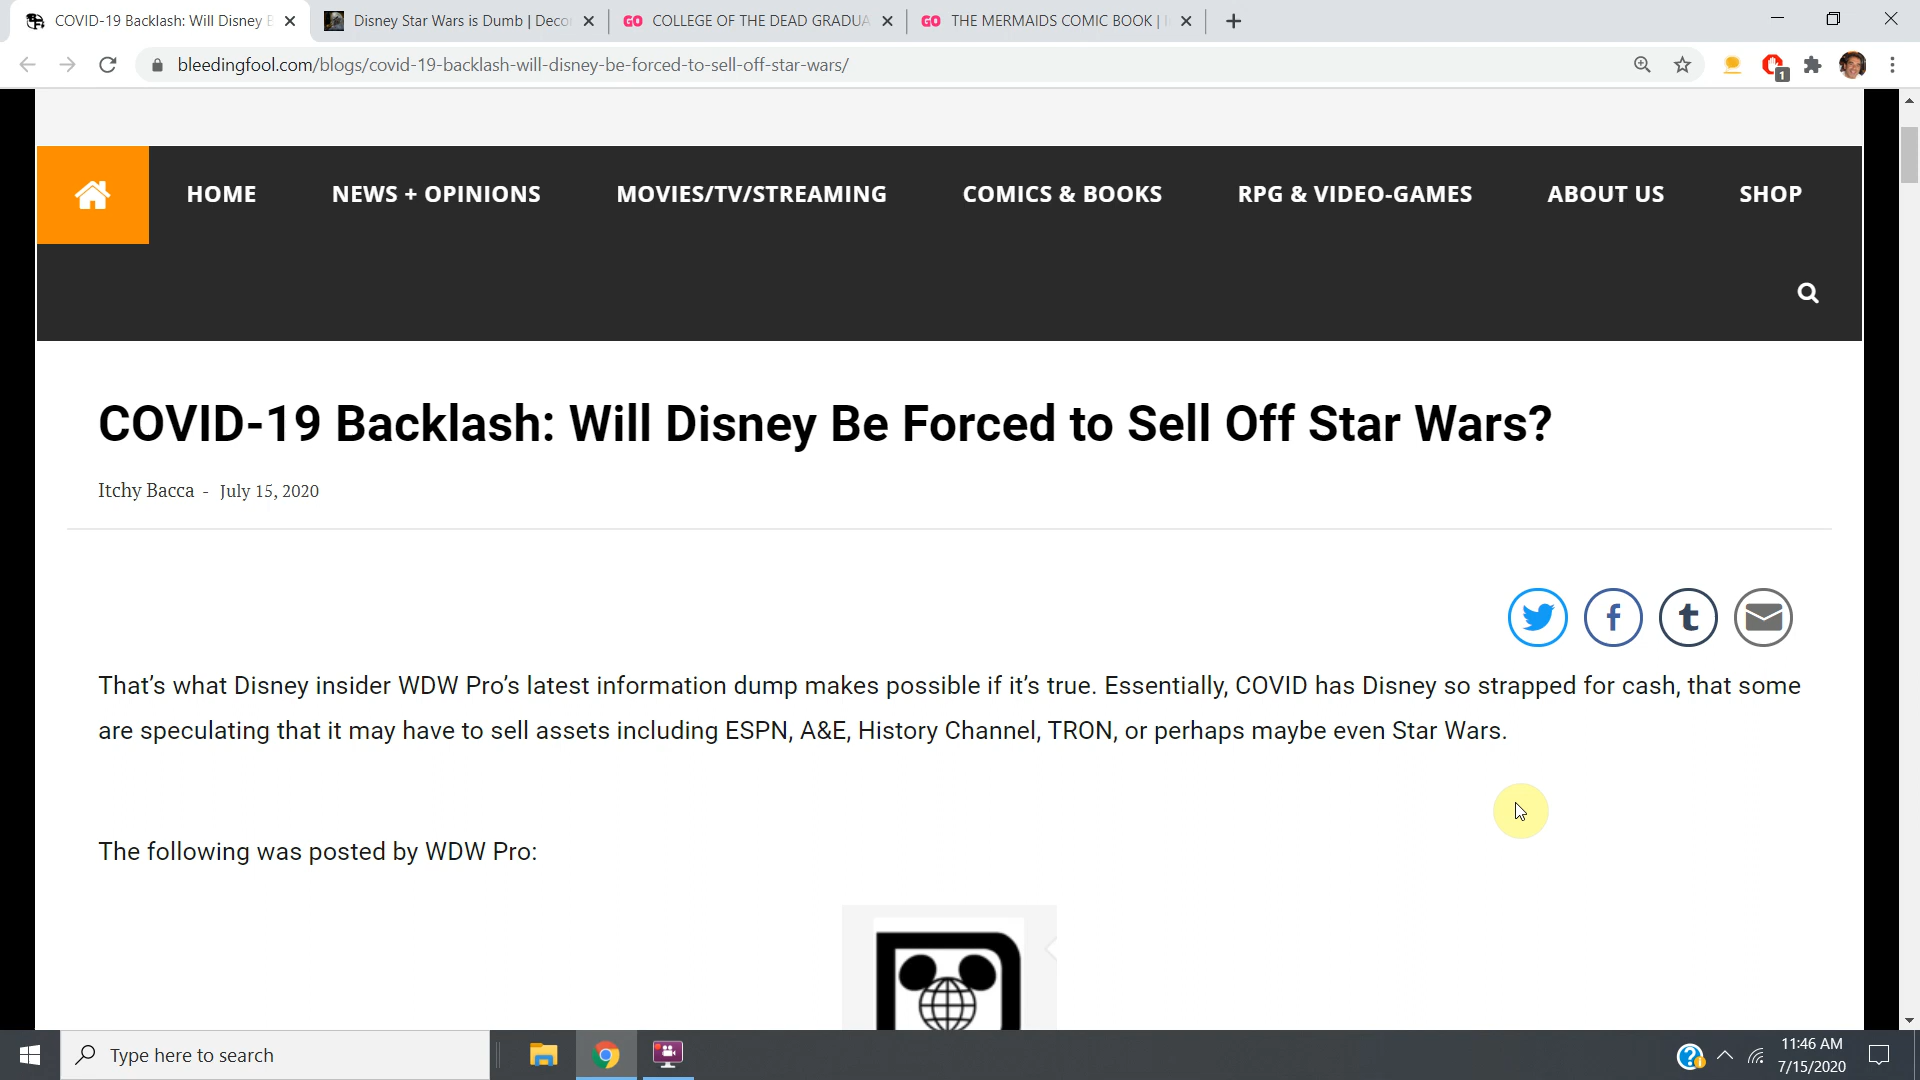 COVID-19 Backlash: Will Disney B
Disney Star Wars is Dumb | Decor
GO COLLEGE OF THE DEAD GRADUA
GO THE MERMAIDS COMIC BOOK |
bleedingfool.com/blogs/covid-19-backlash-will-disney-be-forced-to-sell-off-star-wars/
1
HOME NEWS + OPINIONS MOVIES/TV/STREAMING COMICS & BOOKS RPG & VIDEO-GAMES ABOUT US SHOP
COVID-19 Backlash: Will Disney Be Forced to Sell Off Star Wars?
Itchy Bacca - July 15, 2020
That’s what Disney insider WDW Pro’s latest information dump makes possible if it’s true. Essentially, COVID has Disney so strapped for cash, that some
are speculating that it may have to sell assets including ESPN, A&E, History Channel, TRON, or perhaps maybe even Star Wars.
The following was posted by WDW Pro:
Type here to search
11:46 AM
7/15/2020